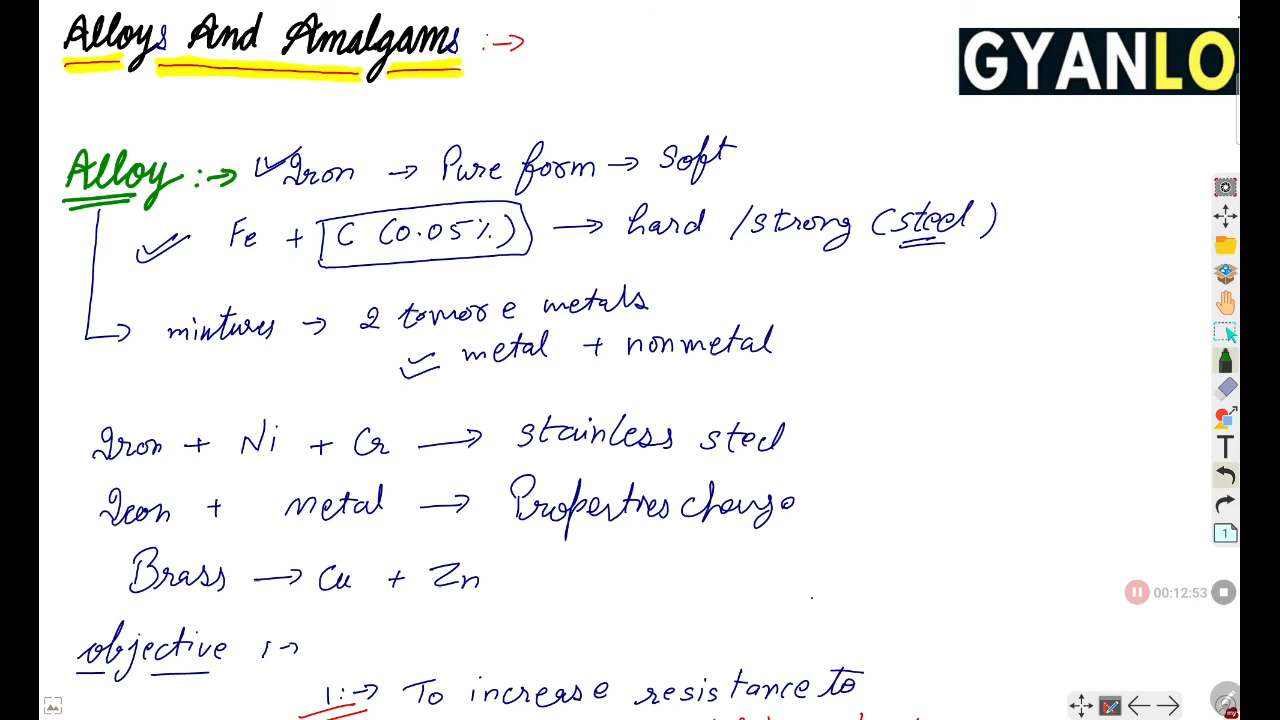 Alloys And Amalgams :→
GYANLO
Alloy :→ Iron → Pure form → Soft
Fe + C (0.05%) → hard /strong (steel)
mixtures → 2 tomore metals
metal + nonmetal
Iron + Ni + Cr → stainless steel
Iron + metal → Properties change
Brass → Cu + Zn
objective :→
1:→ To increase resistance to
00:12:53
T
1